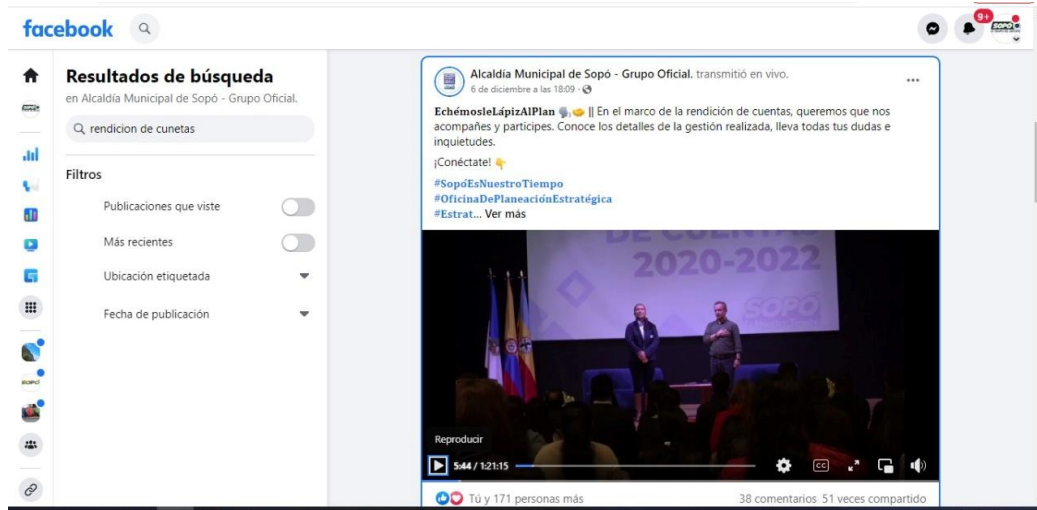 facebook
9+
Resultados de búsqueda
en Alcaldía Municipal de Sopó - Grupo Oficial.
rendicion de cunetas
Filtros
Publicaciones que viste
Más recientes
Ubicación etiquetada
Fecha de publicación
Alcaldía Municipal de Sopó - Grupo Oficial. transmitió en vivo.
6 de diciembre a las 18:09 ·
EchémosleLápizAlPlan || En el marco de la rendición de cuentas, queremos que nos
acompañes y participes. Conoce los detalles de la gestión realizada, lleva todas tus dudas e
inquietudes.
¡Conéctate!
#SopóEsNuestroTiempo
#OficinaDePlaneaciónEstratégica
#Estrat... Ver más
DE CUENTAS
2020-2022
SOPÓ
Reproducir
5:44 / 1:21:15
CC
Tú y 171 personas más
38 comentarios 51 veces compartido